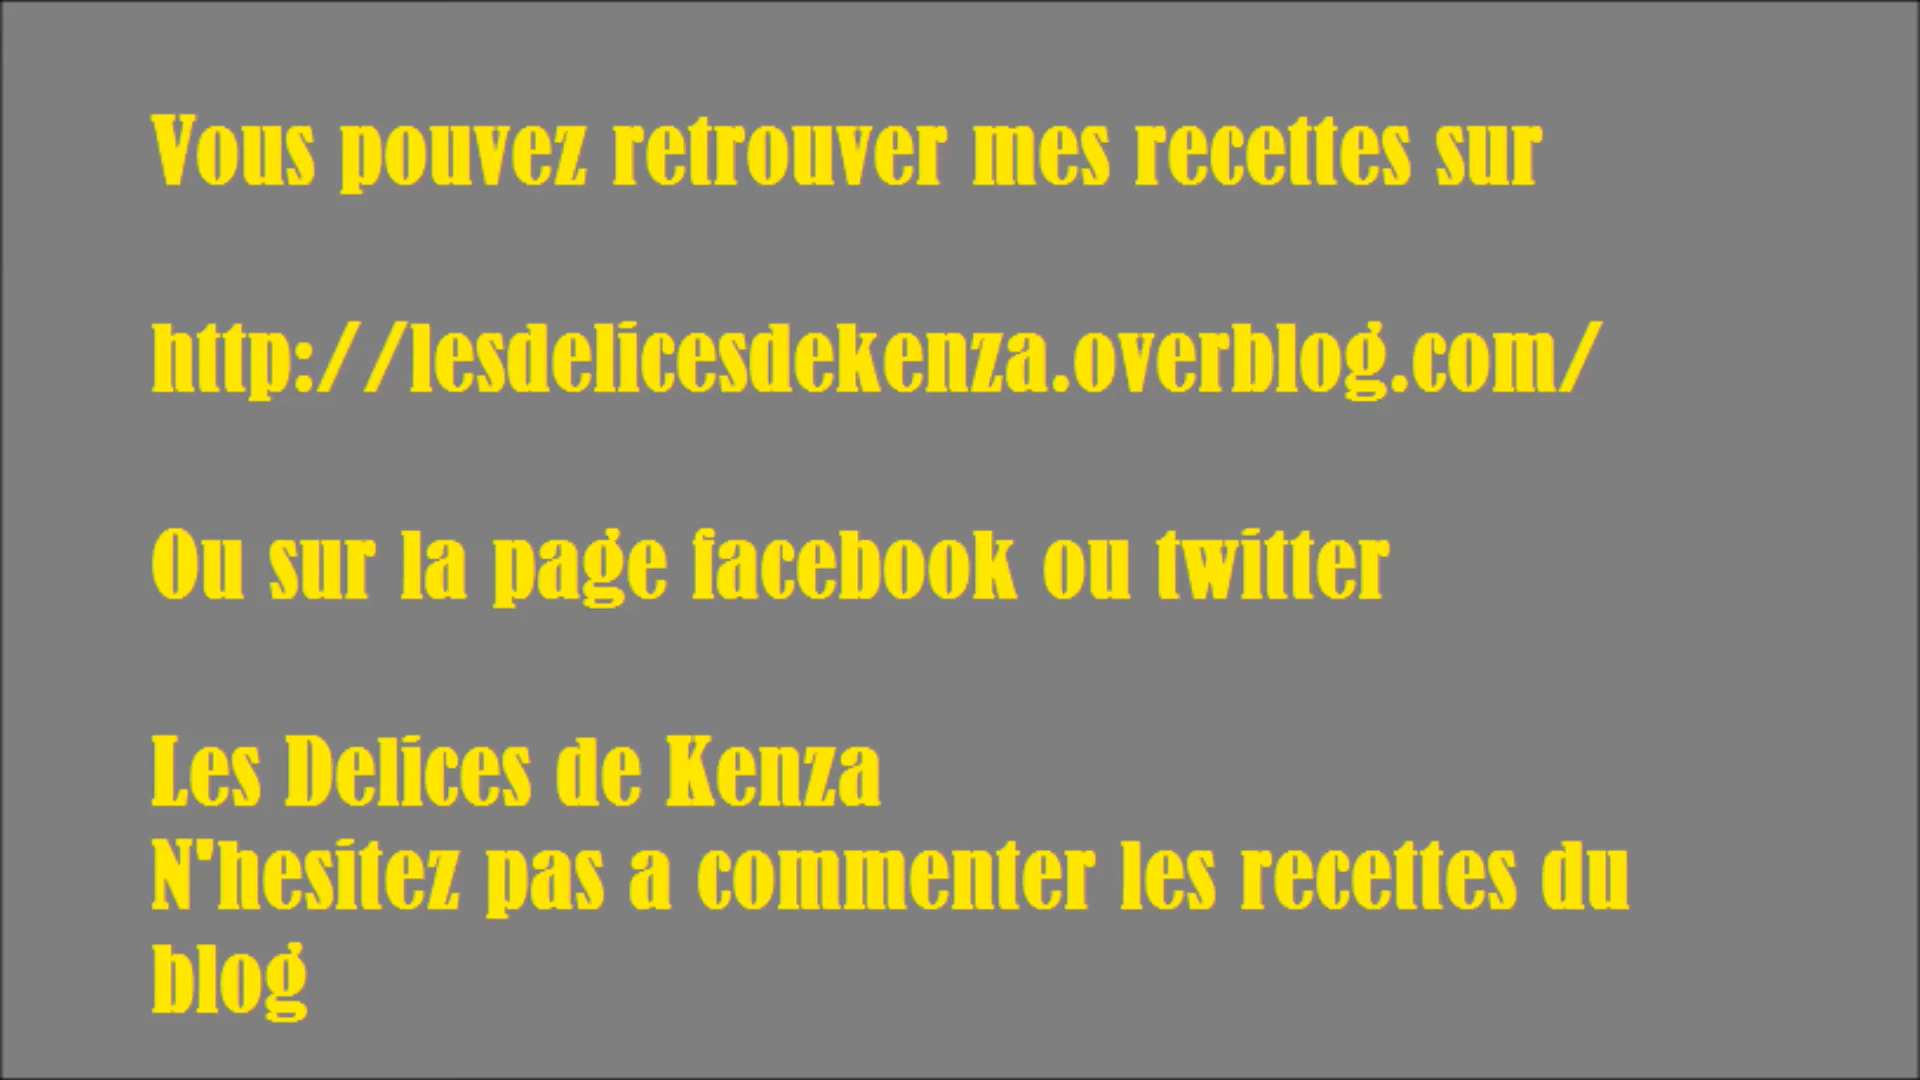 Vous pouvez retrouver mes recettes sur
http://lesdelicesdekenza.overblog.com/
Ou sur la page facebook ou twitter
Les Delices de Kenza
N'hesitez pas a commenter les recettes du
blog